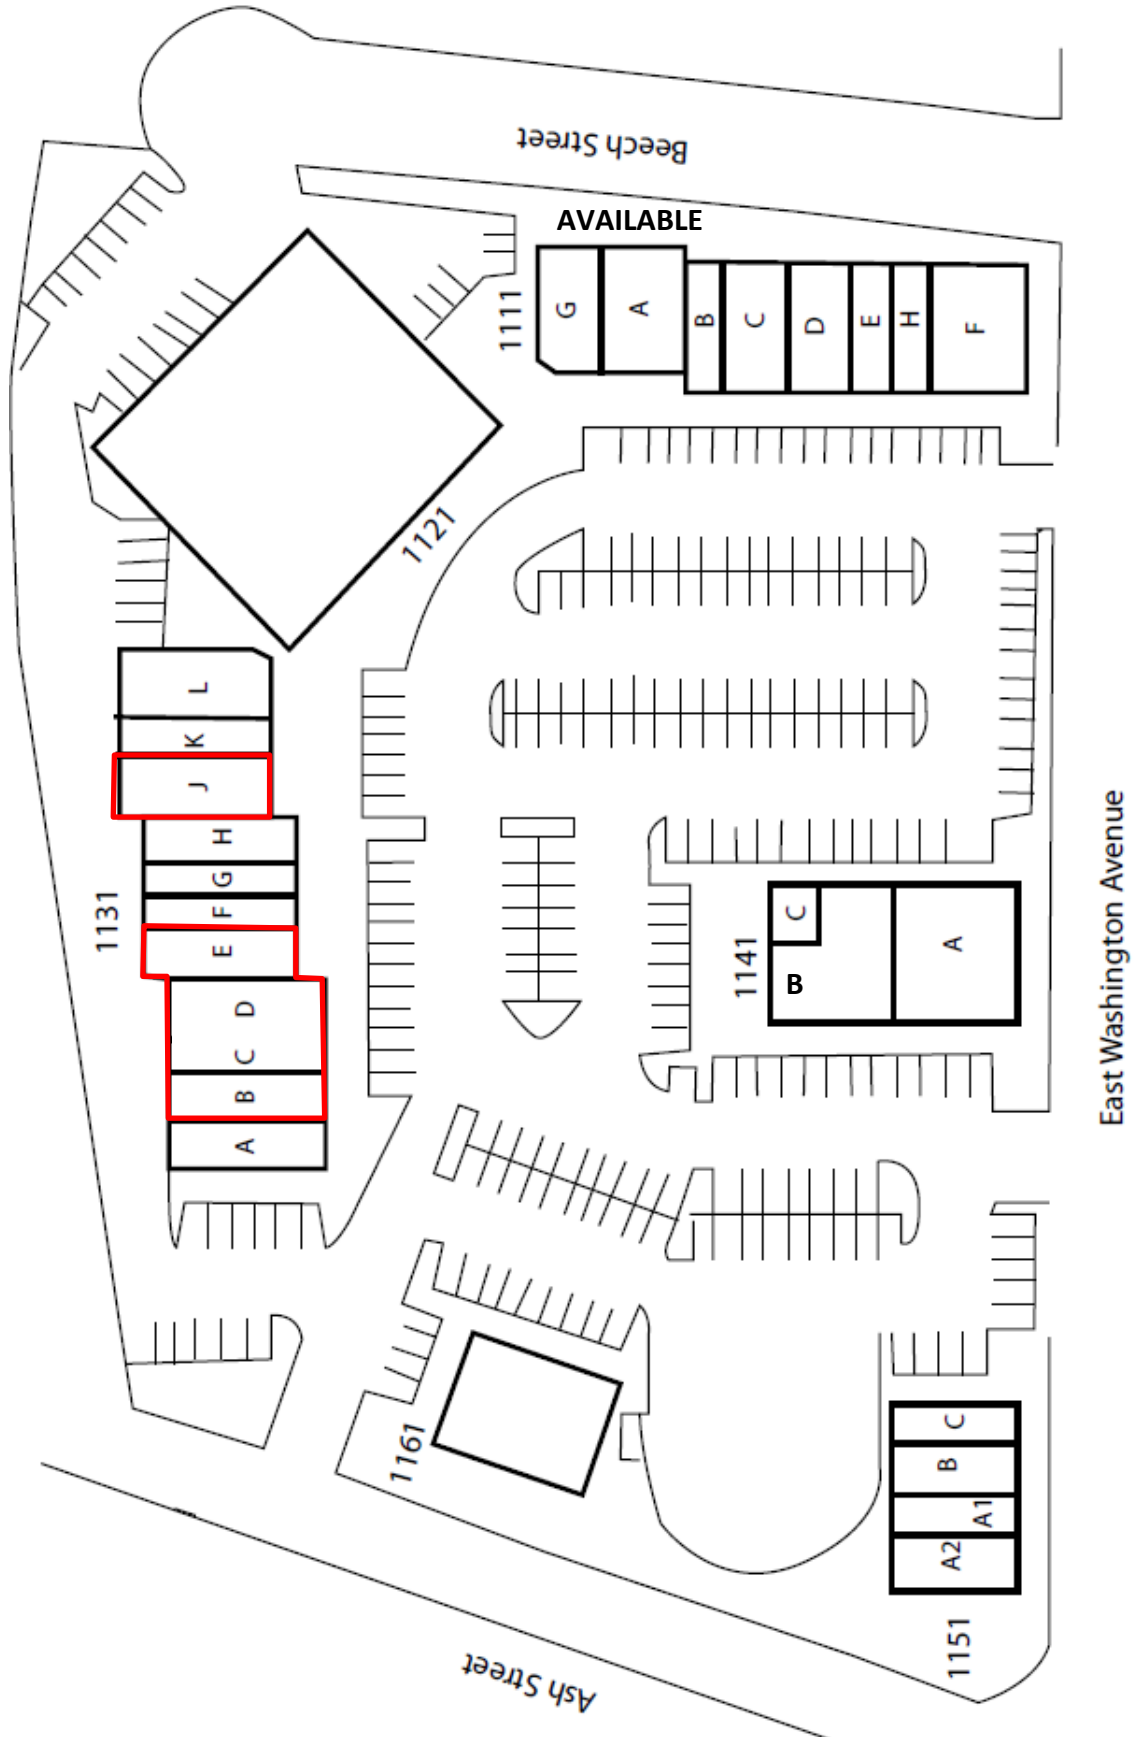 Beech Street
AVAILABLE
1111
G
A
B
C
D
E
H
F
1121
L
K
J
H
G
F
E
D
C
B
A
1131
1141
C
B
A
East Washington Avenue
1161
C
B
A1
A2
1151
Ash Street